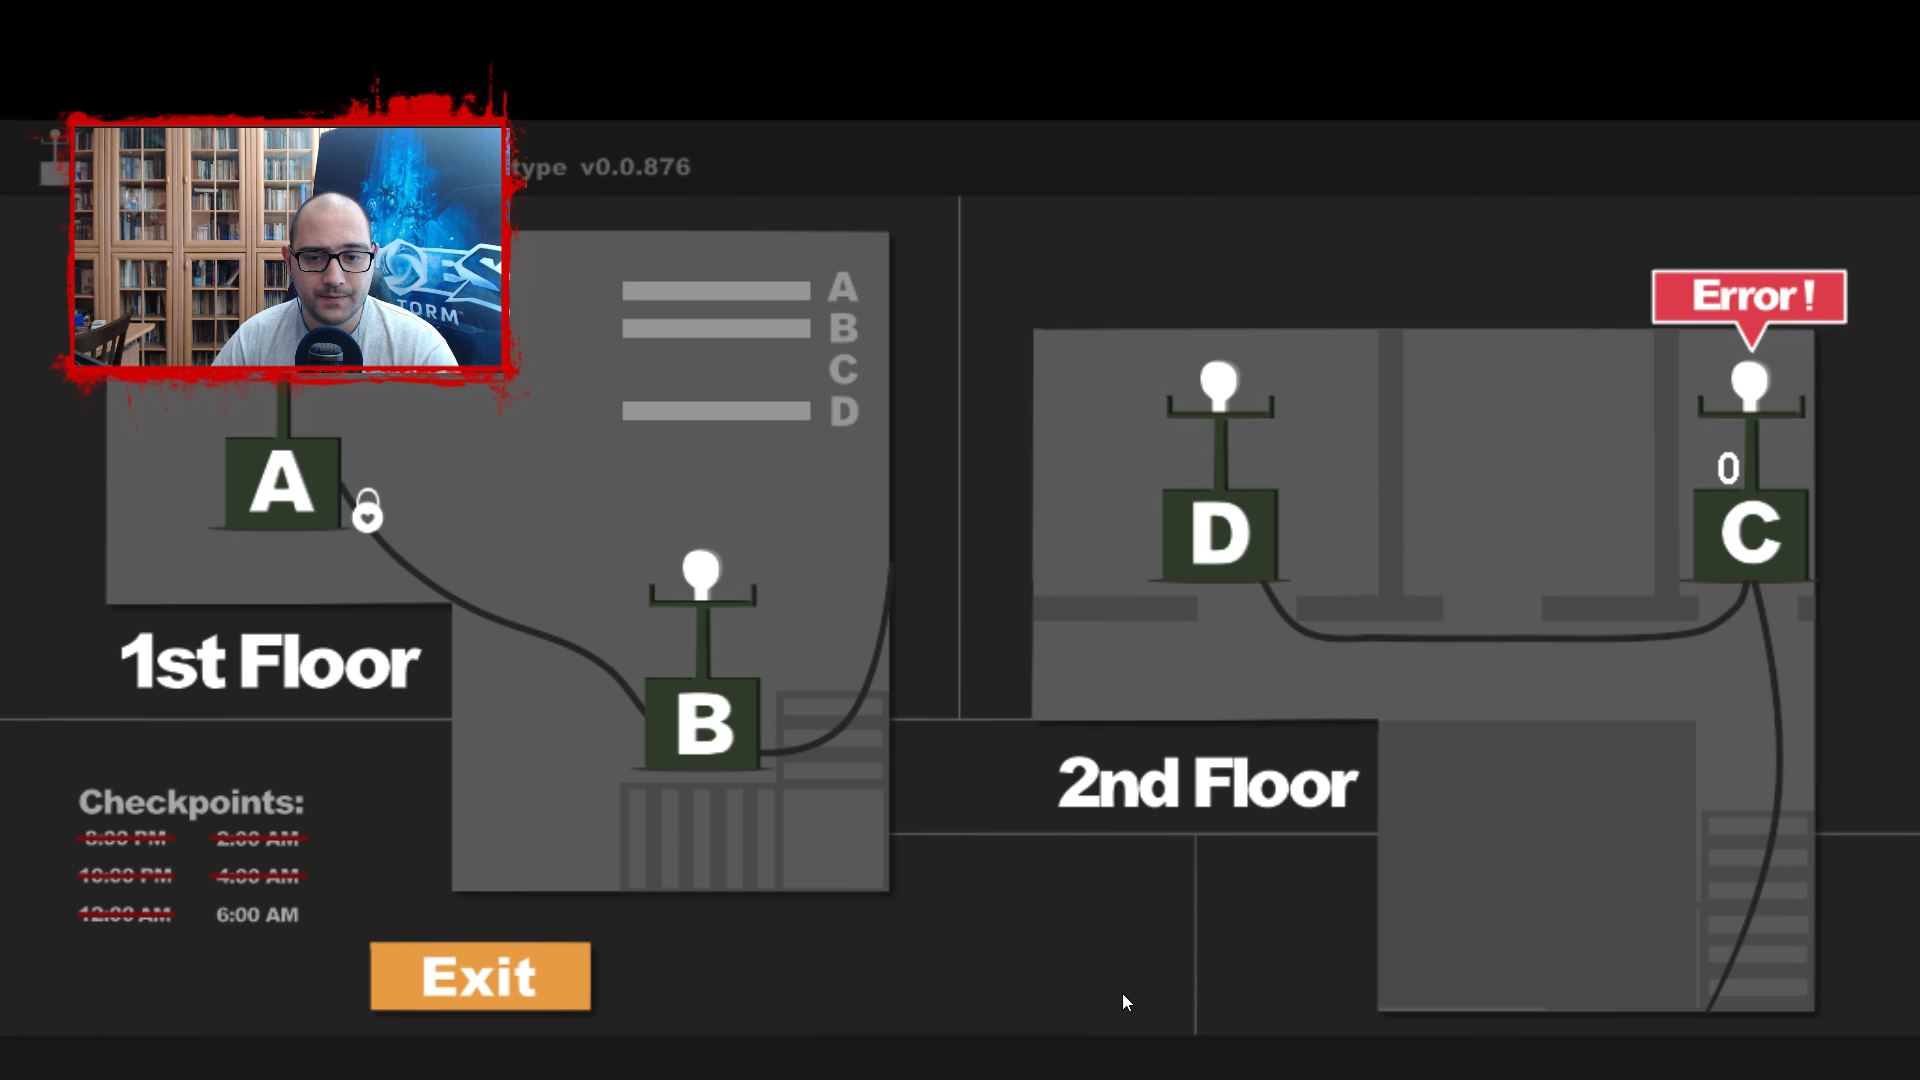 type v0.0.876
A
B
C
D
Error!
A
B
D
0
C
1st Floor
2nd Floor
Checkpoints:
8:00 PM 2:00 AM
10:00 PM 4:00 AM
12:00 AM 6:00 AM
Exit
TORM